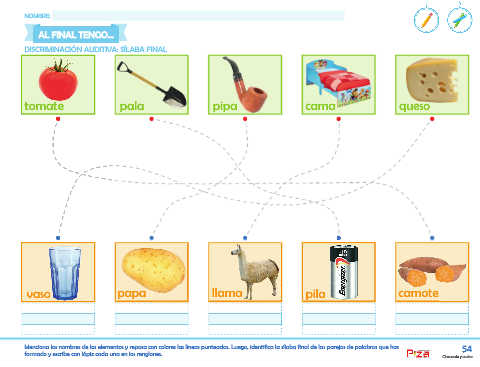 NOMBRE:
AL FINAL TENGO...
DISCRIMINACIÓN AUDITIVA: SÍLABA FINAL
tomate
pala
pipa
cama
queso
vaso
papa
llama
pila
Energizer
camote
Menciona los nombres de los elementos y repasa con colores las líneas punteadas. Luego, identifica la sílaba final de las parejas de palabras que has
formado y escribe con lápiz cada una en los renglones.
54